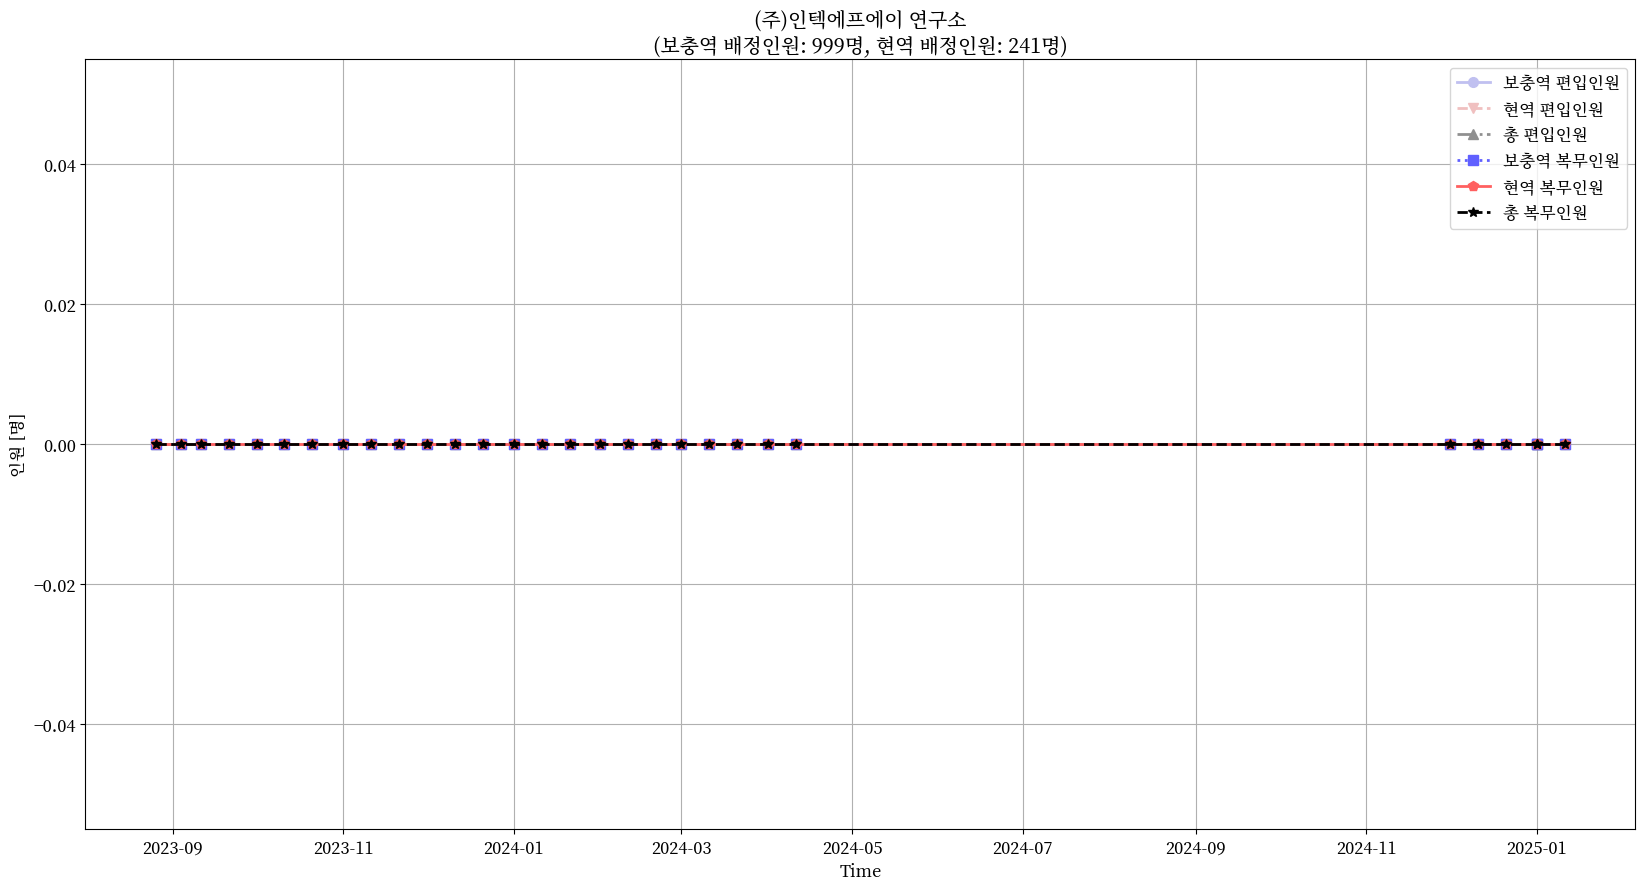 (주)인텍에프에이 연구소
(보충역 배정인원: 999명, 현역 배정인원: 241명)
보충역 편입인원
현역 편입인원
총 편입인원
보충역 복무인원
현역 복무인원
총 복무인원
인원 [명]
0.04
0.02
0.00
−0.02
−0.04
2023-09
2023-11
2024-01
2024-03
2024-05
2024-07
2024-09
2024-11
2025-01
Time